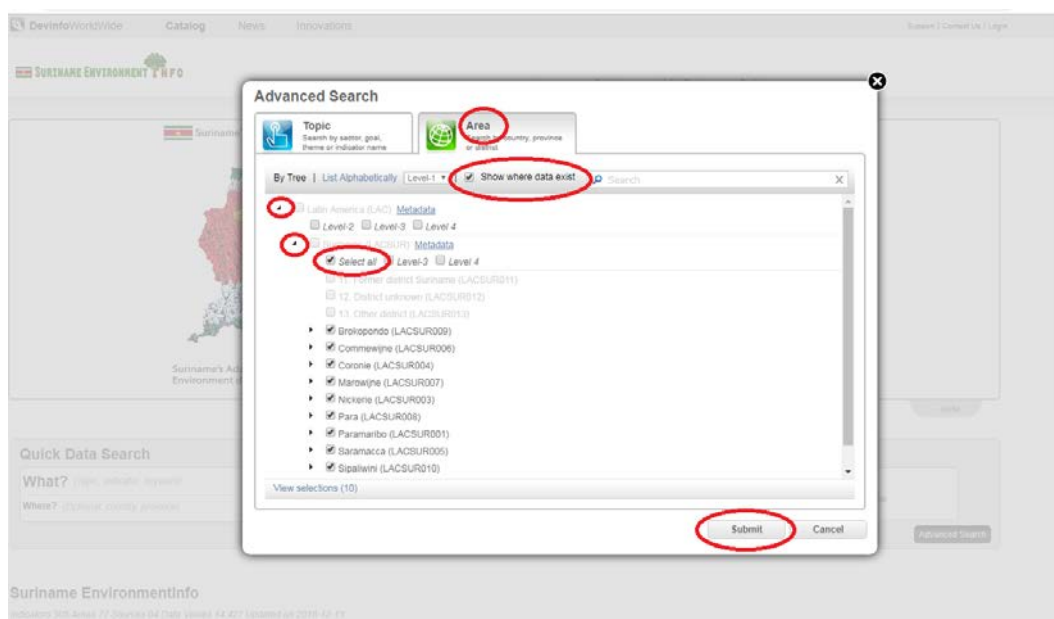 DevInfoWorldWide Catalog News Innovations Support | Contact Us | Login
SURINAME ENVIRONMENT INFO
Suriname
Suriname's Ad
Environment d
Advanced Search
Topic
Search by sector, goal,
theme or indicator name
Area
Search by country, province
or district
By Tree | List Alphabetically Level-1 Show where data exist Search X
Latin America (LAC) Metadata
Level-2 Level-3 Level 4
(LACSUR) Metadata
Select all Level-3 Level 4
11. Former district Suriname (LACSUR011)
12. District unknown (LACSUR012)
13. Other district (LACSUR013)
Brokopondo (LACSUR009)
Commewijne (LACSUR006)
Coronie (LACSUR004)
Marowijne (LACSUR007)
Nickerie (LACSUR003)
Para (LACSUR008)
Paramaribo (LACSUR001)
Saramacca (LACSUR005)
Sipaliwini (LACSUR010)
View selections (10)
Submit Cancel
Quick Data Search
What?
Where?
Advanced Search
Suriname EnvironmentInfo